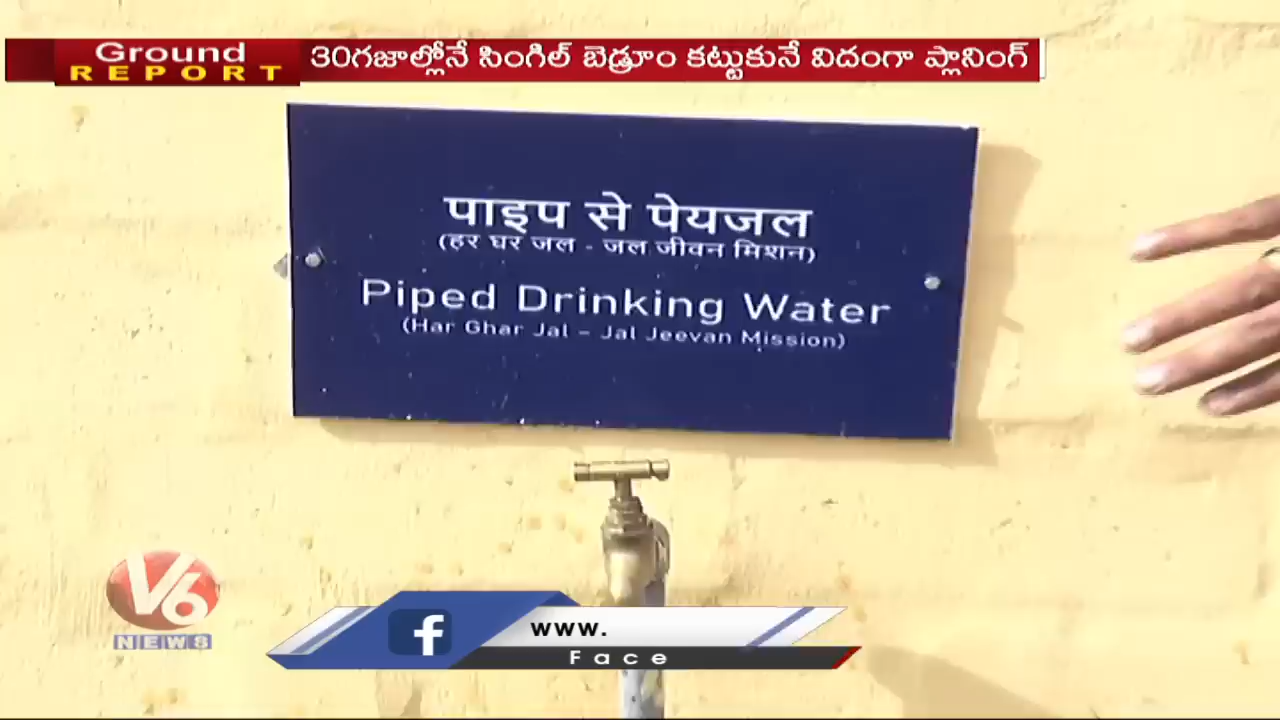 Ground
REPORT
30గజాల్లోనే సింగిల్ బెడ్రూం కట్టుకునే విదంగా ప్లానింగ్
पाइप से पेयजल
(हर घर जल - जल जीवन मिशन)
Piped Drinking Water
(Har Ghar Jal – Jal Jeevan Mission)
V6
NEWS
f
www.
Face